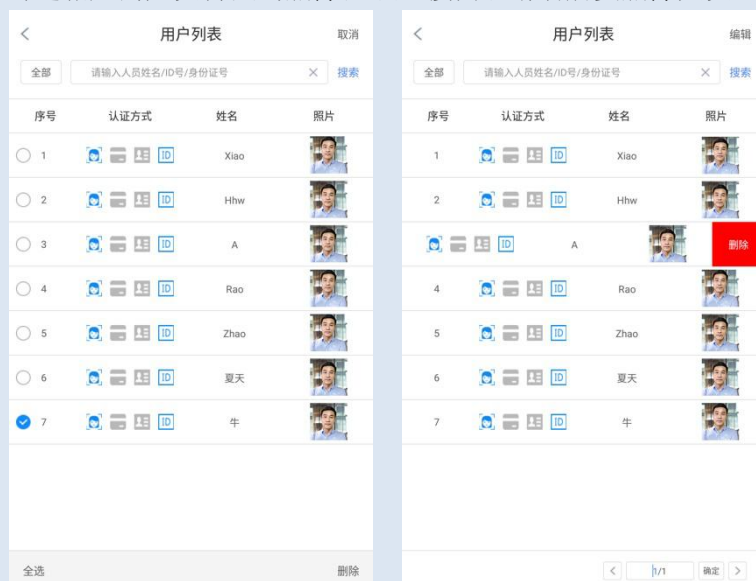 用户列表 取消
全部 请输入人员姓名/ID号/身份证号 × 搜索
序号 认证方式 姓名 照片
1 ID Xiao
2 ID Hhw
3 ID A
4 ID Rao
5 ID Zhao
6 ID 夏天
7 ID 牛
全选 删除
用户列表 编辑
全部 请输入人员姓名/ID号/身份证号 × 搜索
序号 认证方式 姓名 照片
1 ID Xiao
2 ID Hhw
ID A 删除
4 ID Rao
5 ID Zhao
6 ID 夏天
7 ID 牛
< 1/1 确定 >